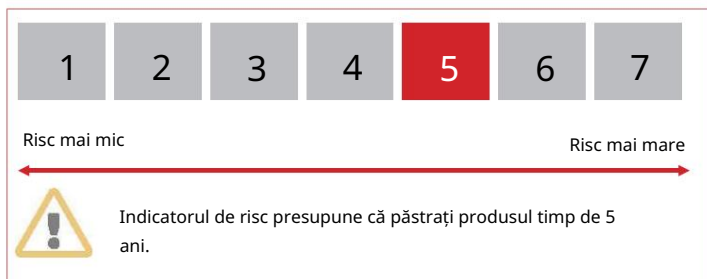 1 2 3 4 5 6 7
Risc mai mic
Risc mai mare
Indicatorul de risc presupune că păstrați produsul timp de 5
ani.